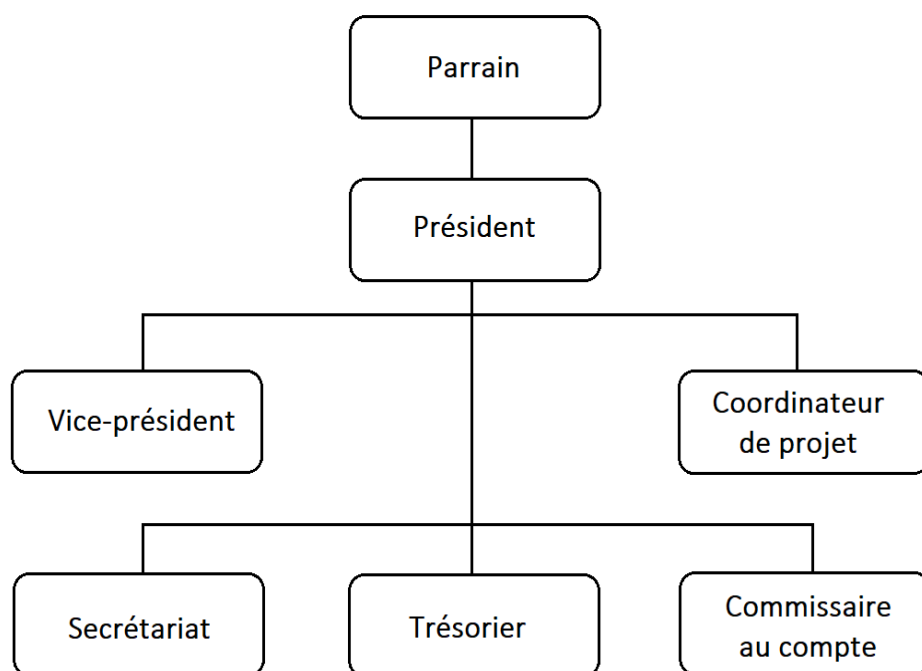 Parrain
Président
Vice-président
Coordinateur
de projet
Secrétariat
Trésorier
Commissaire
au compte